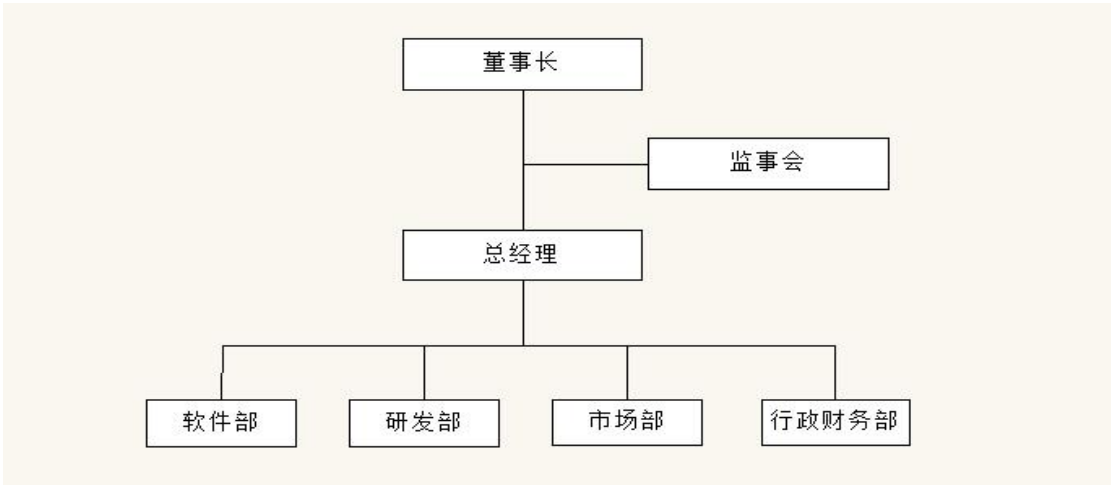 董事长
监事会
总经理
软件部
研发部
市场部
行政财务部